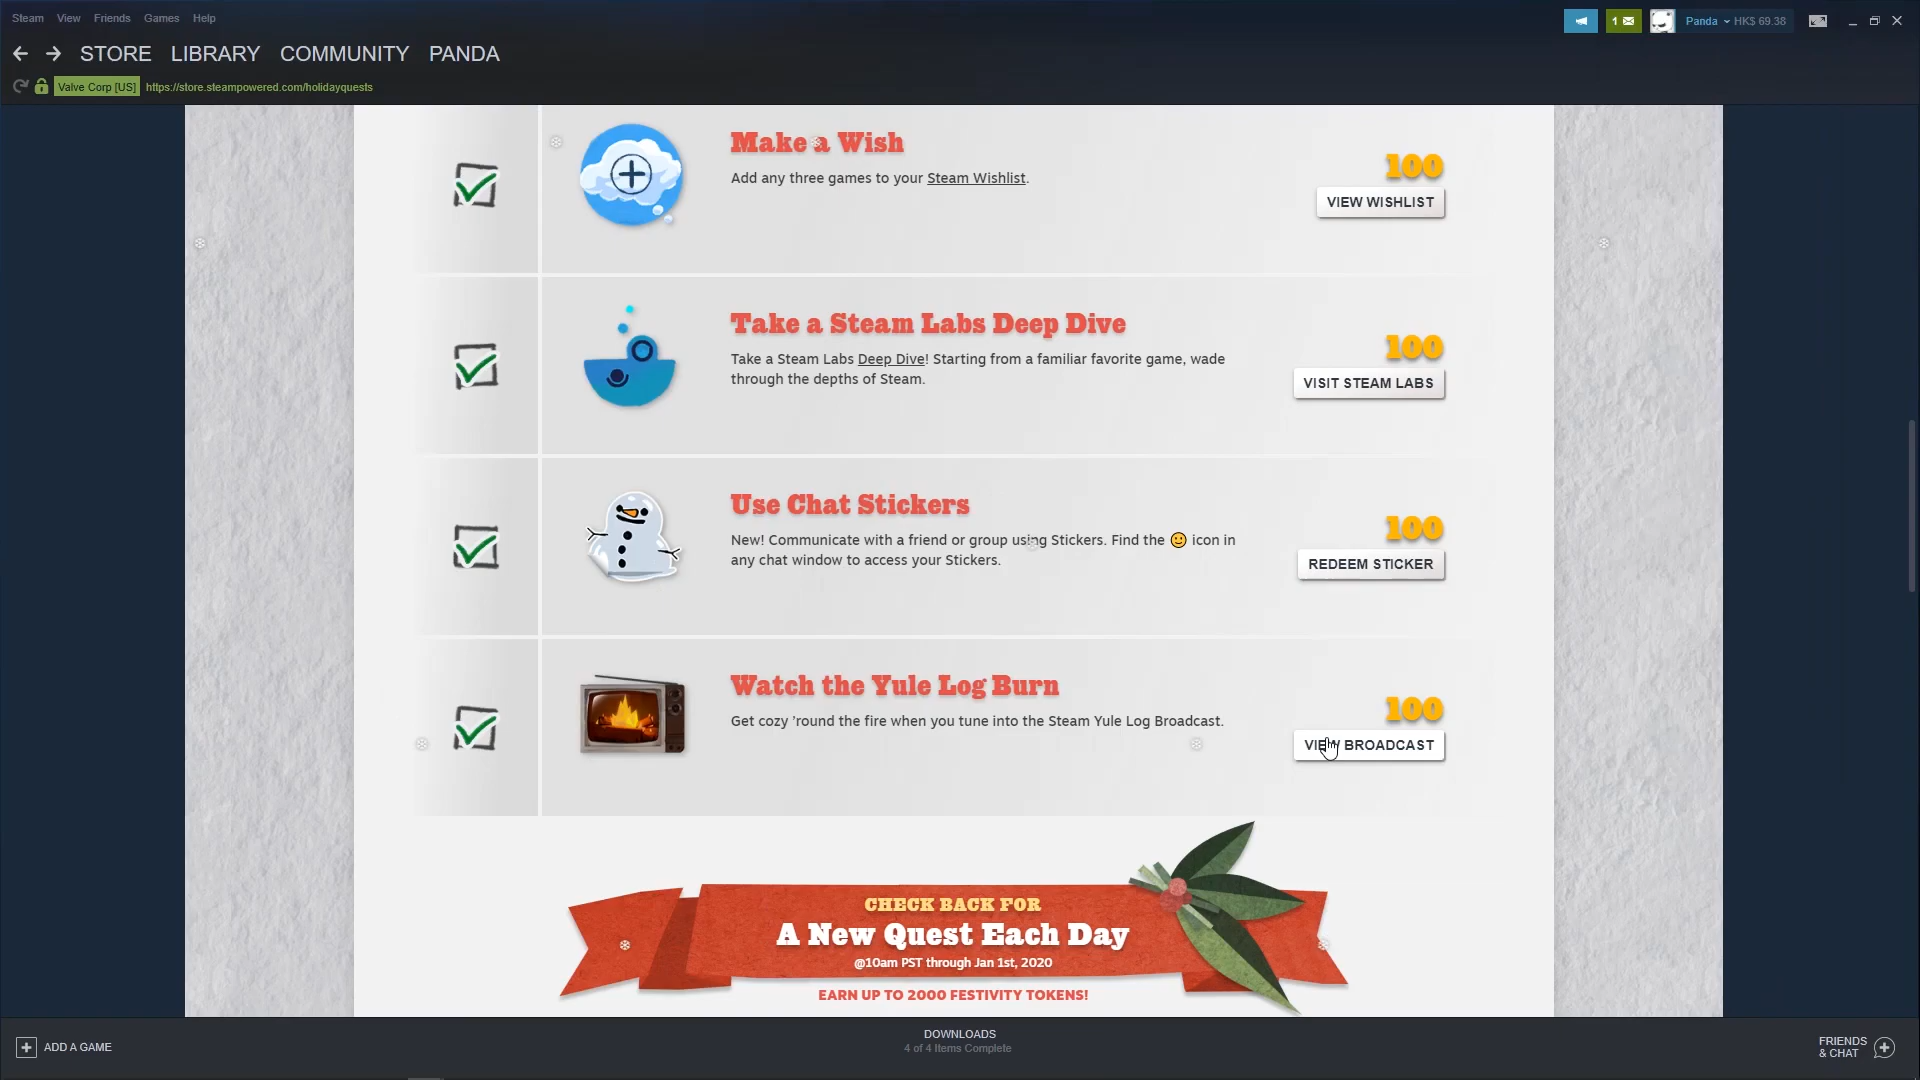 Steam View Friends Games Help
1 Panda HK$ 69.38
STORE LIBRARY COMMUNITY PANDA
Valve Corp [US] https://store.steampowered.com/holidayquests
Make a Wish
Add any three games to your Steam Wishlist.
100
VIEW WISHLIST
Take a Steam Labs Deep Dive
Take a Steam Labs Deep Dive! Starting from a familiar favorite game, wade
through the depths of Steam.
100
VISIT STEAM LABS
Use Chat Stickers
New! Communicate with a friend or group using Stickers. Find the 🙂 icon in
any chat window to access your Stickers.
100
REDEEM STICKER
Watch the Yule Log Burn
Get cozy ’round the fire when you tune into the Steam Yule Log Broadcast.
100
VIEW BROADCAST
CHECK BACK FOR
A New Quest Each Day
@10am PST through Jan 1st, 2020
EARN UP TO 2000 FESTIVITY TOKENS!
ADD A GAME
DOWNLOADS
4 of 4 Items Complete
FRIENDS
& CHAT